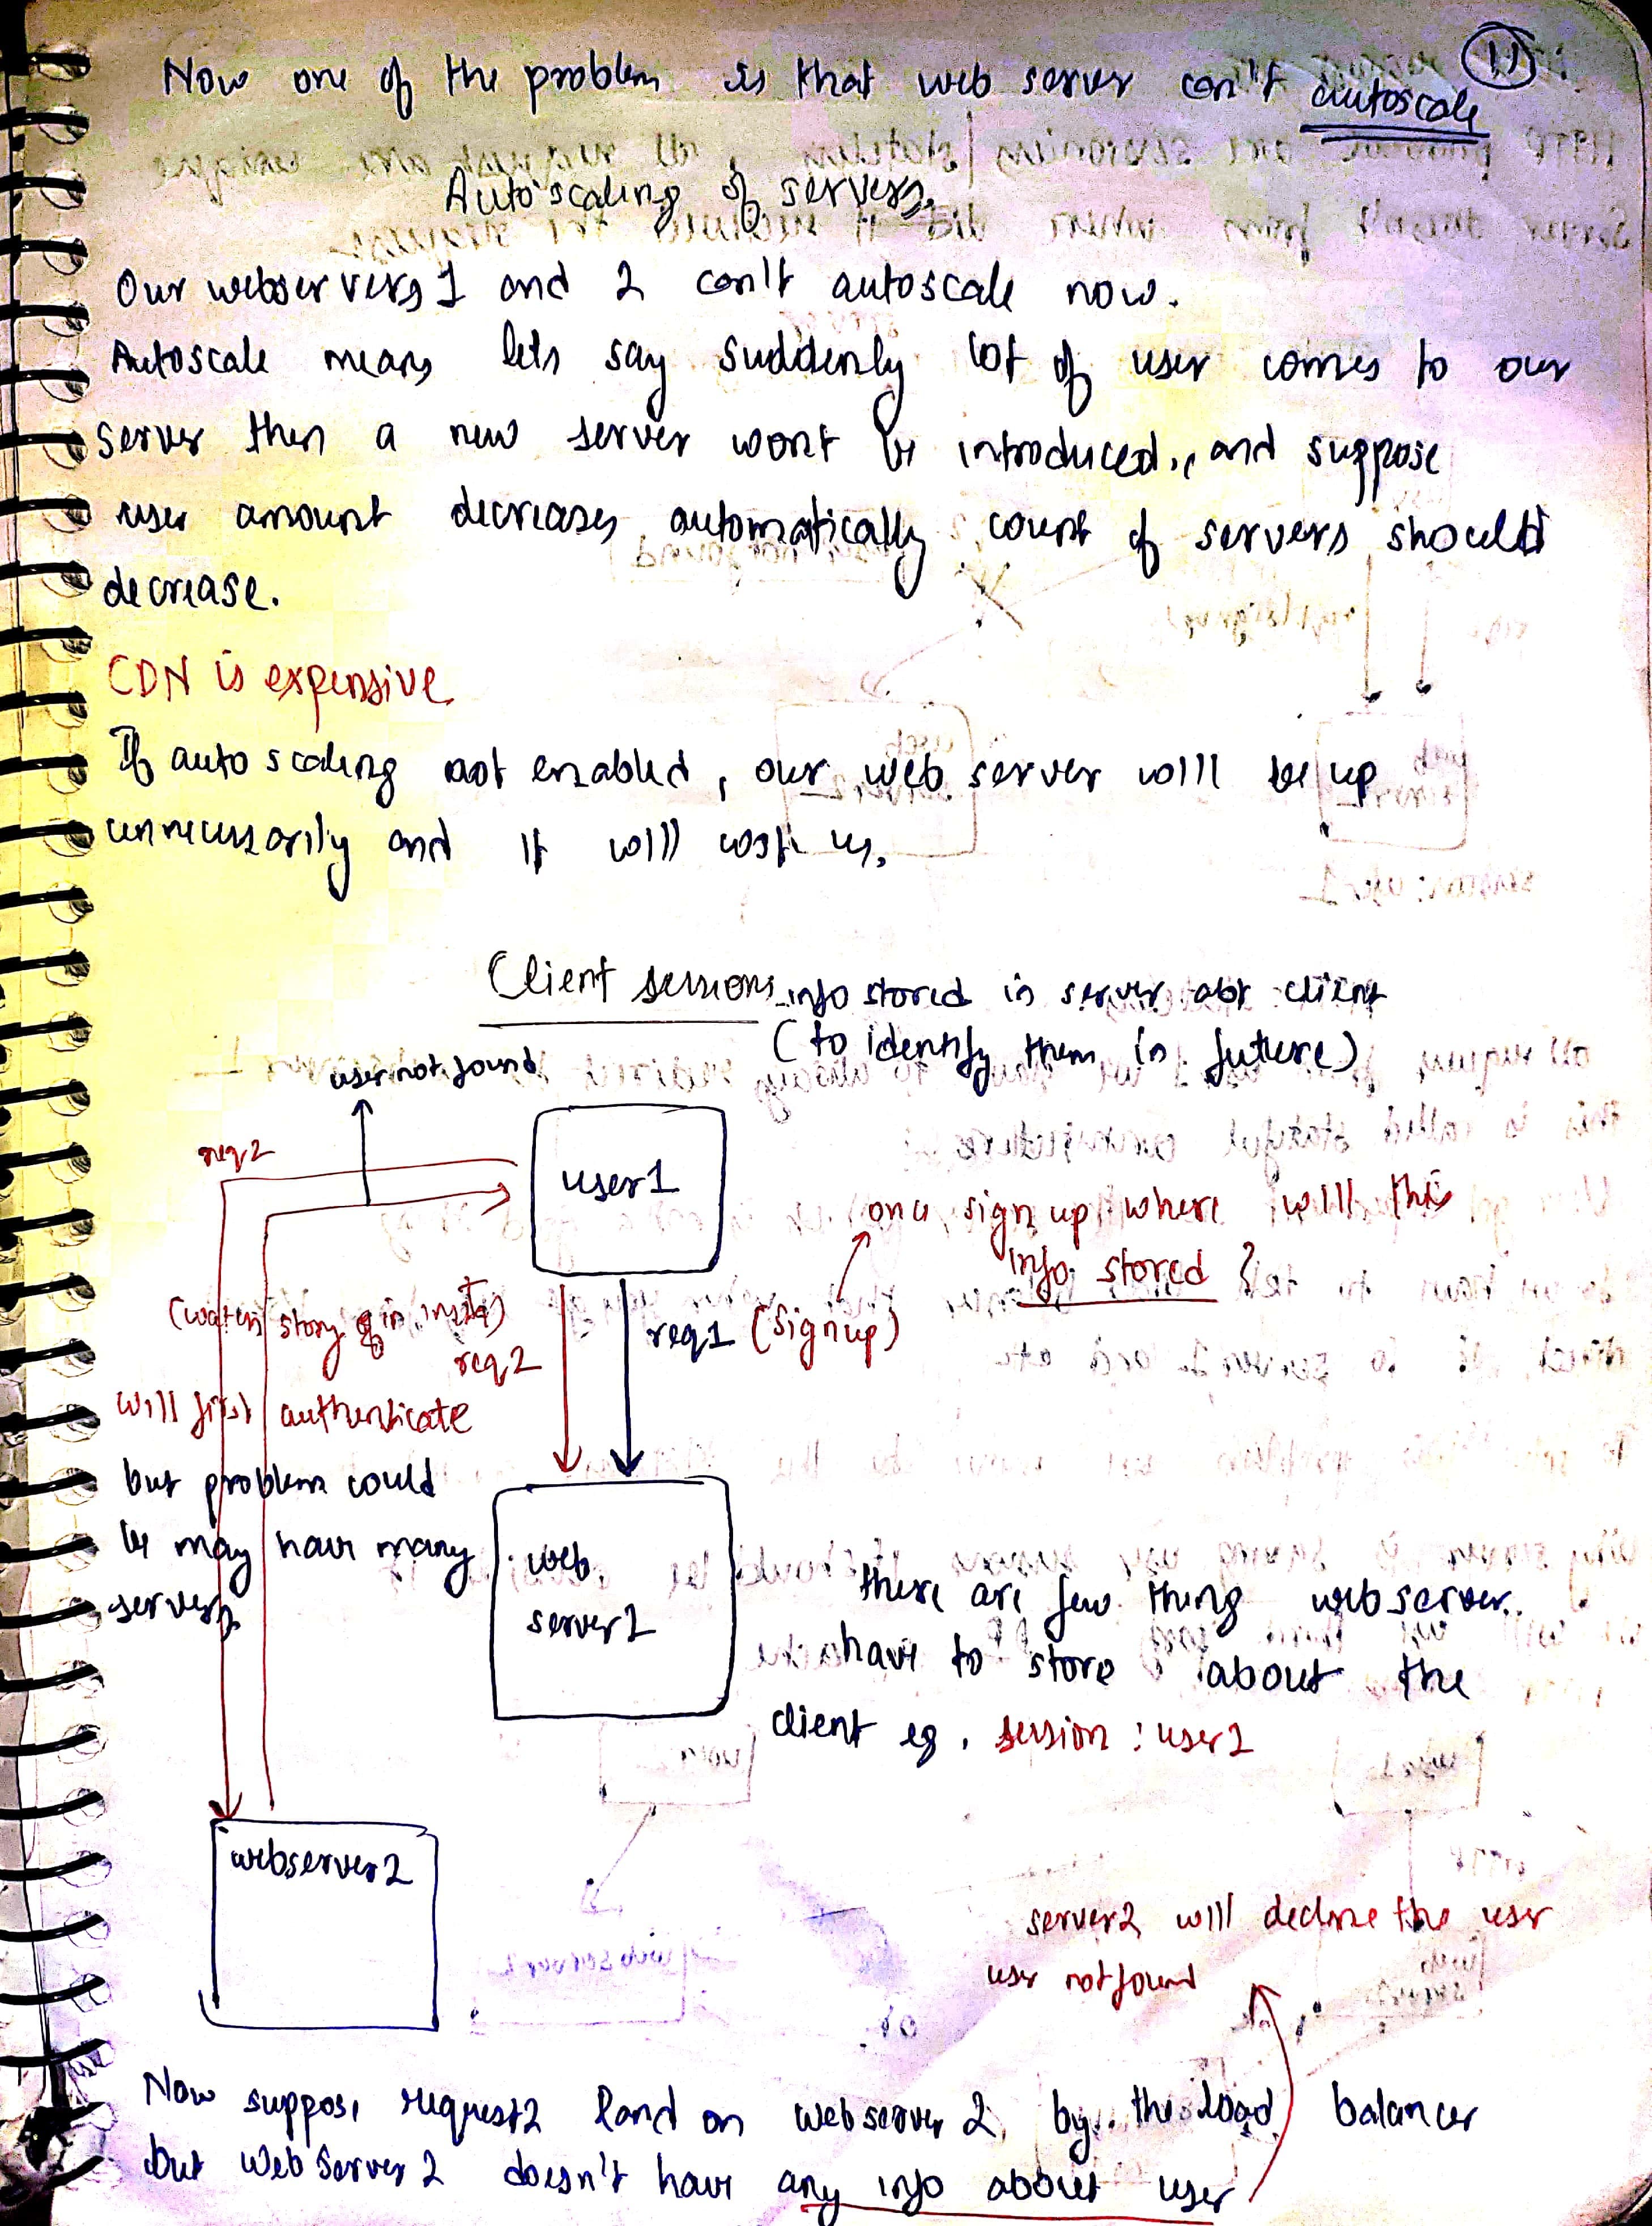 11
Now one of the problem is that web server can't autoscale
Autoscaling of servers.
Our webservers 1 and 2 can't autoscale now.
Autoscale means lets say suddenly lot of user comes to our
server then a new server wont be introduced., and suppose
user amount decreases automatically count of servers should
decrease.
CDN is expensive
If auto scaling not enabled, our web server will be up
unnecessarily and it will cost us.
Client sessions info stored in server abt client
(to identify them in future)
user not found
req2
user1
once sign up where will this
info stored ?
(watch story in insta)
req2
req1 (signup)
will first authenticate
but problem could
be may have many
servers
web
server1
there are few thing webserver
have to store about the
client eg. session : user1
webserver2
server2 will decline the user
user not found
Now suppose request2 land on webserver 2 by the load balancer
but Web Server 2 doesn't have any info about user